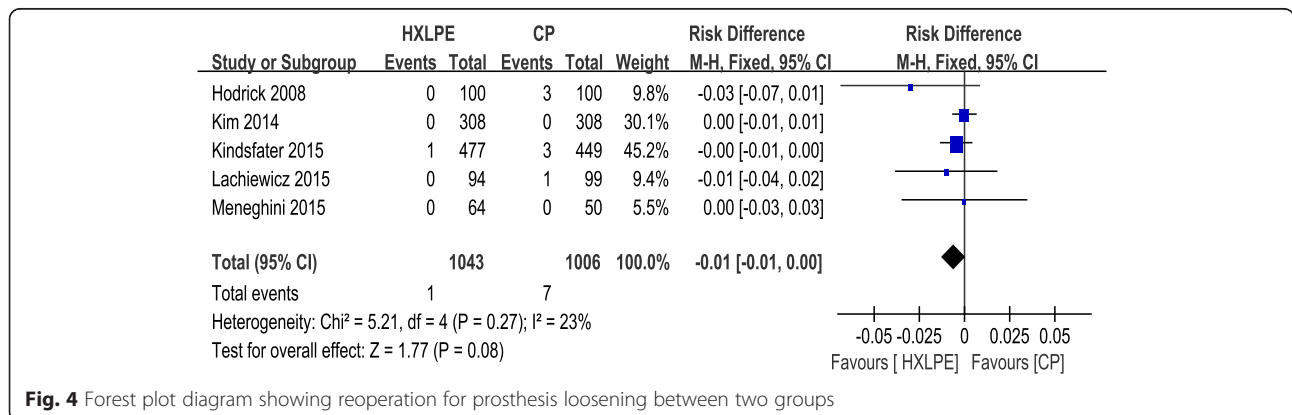 HXLPE CP Risk Difference Risk Difference
Study or Subgroup Events Total Events Total Weight M-H, Fixed, 95% CI M-H, Fixed, 95% CI
Hodrick 2008 0 100 3 100 9.8% -0.03 [-0.07, 0.01]
Kim 2014 0 308 0 308 30.1% 0.00 [-0.01, 0.01]
Kindsfater 2015 1 477 3 449 45.2% -0.00 [-0.01, 0.00]
Lachiewicz 2015 0 94 1 99 9.4% -0.01 [-0.04, 0.02]
Meneghini 2015 0 64 0 50 5.5% 0.00 [-0.03, 0.03]
Total (95% CI) 1043 1006 100.0% -0.01 [-0.01, 0.00]
Total events 1 7
Heterogeneity: Chi² = 5.21, df = 4 (P = 0.27); I² = 23%
Test for overall effect: Z = 1.77 (P = 0.08)
-0.05 -0.025 0 0.025 0.05
Favours [ HXLPE] Favours [CP]
Fig. 4 Forest plot diagram showing reoperation for prosthesis loosening between two groups